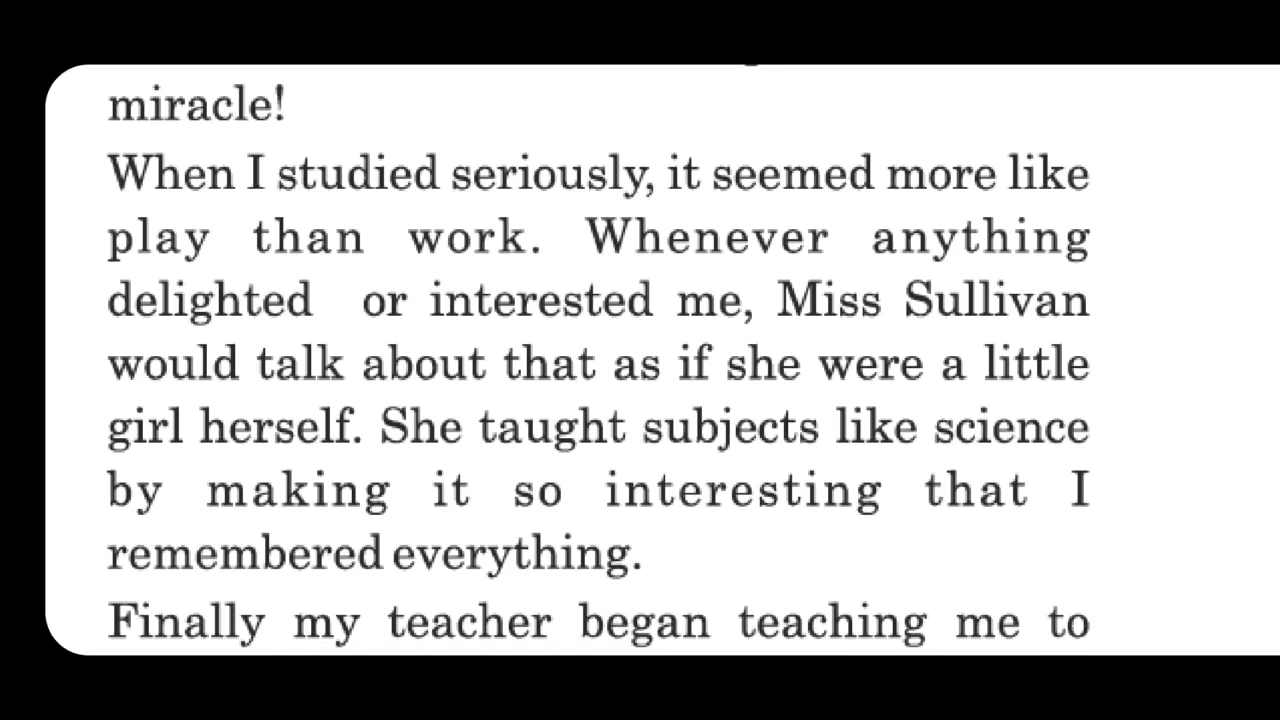 miracle!
When I studied seriously, it seemed more like
play than work. Whenever anything
delighted or interested me, Miss Sullivan
would talk about that as if she were a little
girl herself. She taught subjects like science
by making it so interesting that I
remembered everything.
Finally my teacher began teaching me to